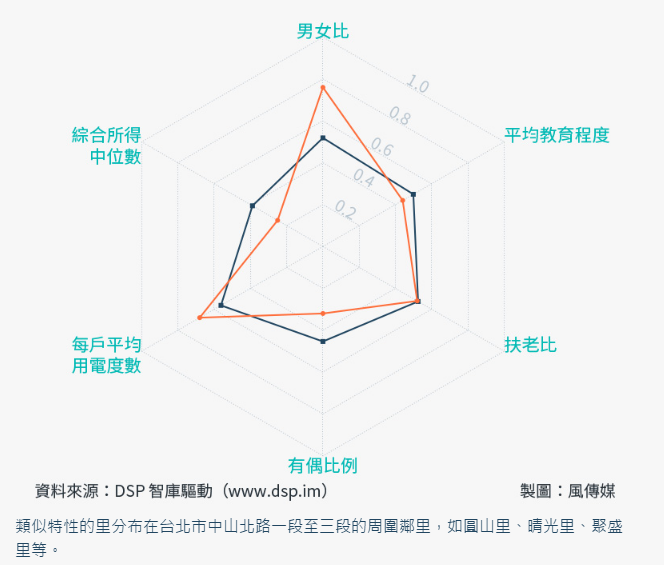 男女比
1.0
0.8
0.6
0.4
0.2
綜合所得
中位數
平均教育程度
每戶平均
用電度數
扶老比
有偶比例
資料來源：DSP 智庫驅動（www.dsp.im） 製圖：風傳媒
類似特性的里分布在台北市中山北路一段至三段的周圍鄰里，如圓山里、晴光里、聚盛
里等。